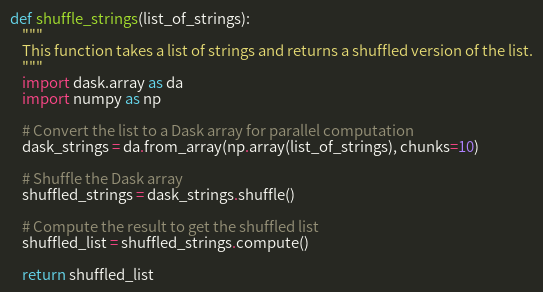 def shuffle_strings(list_of_strings):
    """
    This function takes a list of strings and returns a shuffled version of the list.
    """
    import dask.array as da
    import numpy as np

    # Convert the list to a Dask array for parallel computation
    dask_strings = da.from_array(np.array(list_of_strings), chunks=10)

    # Shuffle the Dask array
    shuffled_strings = dask_strings.shuffle()

    # Compute the result to get the shuffled list
    shuffled_list = shuffled_strings.compute()

    return shuffled_list